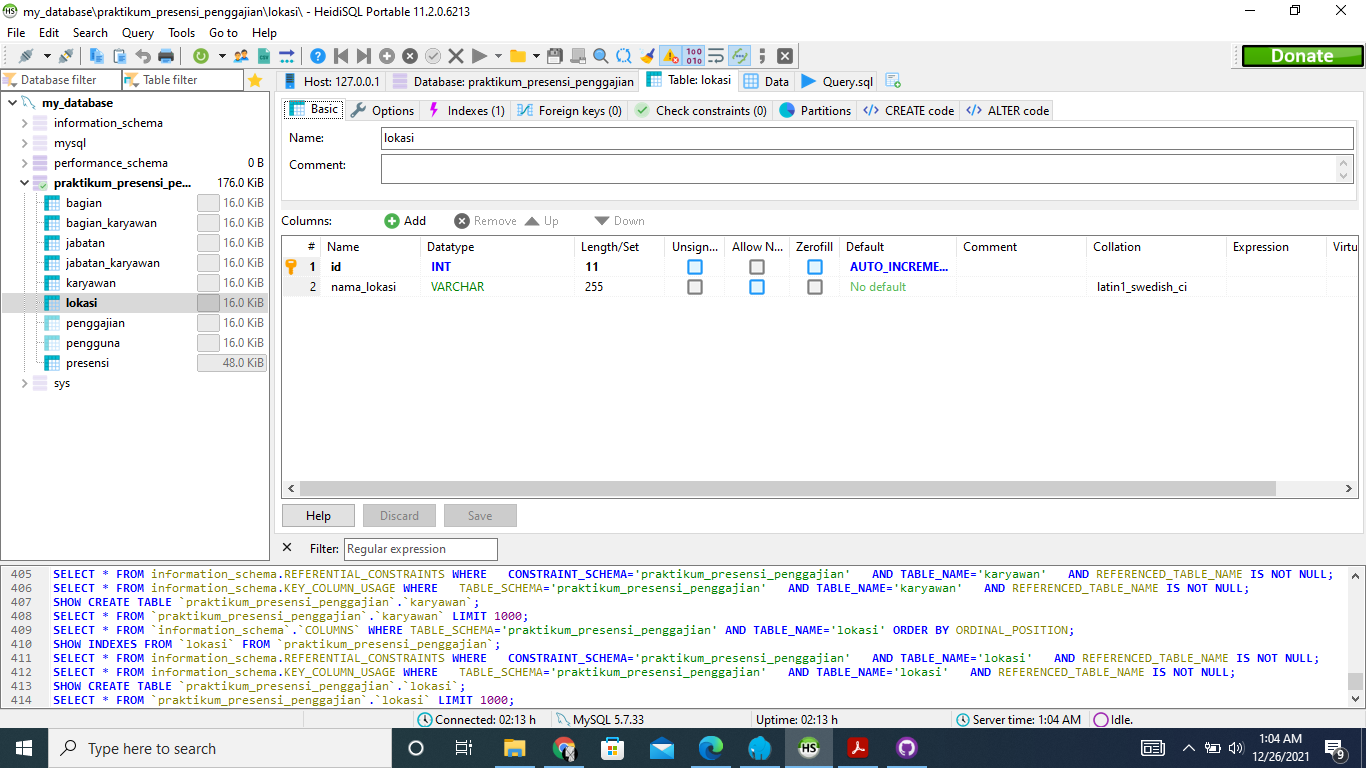 my_database\praktikum_presensi_penggajian\lokasi\ - HeidiSQL Portable 11.2.0.6213
File Edit Search Query Tools Go to Help
Donate
Database filter Table filter
Host: 127.0.0.1 Database: praktikum_presensi_penggajian Table: lokasi Data Query.sql
my_database
information_schema
mysql
performance_schema 0 B
praktikum_presensi_pe... 176.0 KiB
bagian 16.0 KiB
bagian_karyawan 16.0 KiB
jabatan 16.0 KiB
jabatan_karyawan 16.0 KiB
karyawan 16.0 KiB
lokasi 16.0 KiB
penggajian 16.0 KiB
pengguna 16.0 KiB
presensi 48.0 KiB
sys
Basic Options Indexes (1) Foreign keys (0) Check constraints (0) Partitions CREATE code ALTER code
Name: lokasi
Comment:
Columns: Add Remove Up Down
# Name Datatype Length/Set Unsign... Allow N... Zerofill Default Comment Collation Expression Virtu
1 id INT 11 AUTO_INCREME...
2 nama_lokasi VARCHAR 255 No default latin1_swedish_ci
Help Discard Save
Filter: Regular expression
405 SELECT * FROM information_schema.REFERENTIAL_CONSTRAINTS WHERE CONSTRAINT_SCHEMA='praktikum_presensi_penggajian' AND TABLE_NAME='karyawan' AND REFERENCED_TABLE_NAME IS NOT NULL;
406 SELECT * FROM information_schema.KEY_COLUMN_USAGE WHERE TABLE_SCHEMA='praktikum_presensi_penggajian' AND TABLE_NAME='karyawan' AND REFERENCED_TABLE_NAME IS NOT NULL;
407 SHOW CREATE TABLE `praktikum_presensi_penggajian`.`karyawan`;
408 SELECT * FROM `praktikum_presensi_penggajian`.`karyawan` LIMIT 1000;
409 SELECT * FROM `information_schema`.`COLUMNS` WHERE TABLE_SCHEMA='praktikum_presensi_penggajian' AND TABLE_NAME='lokasi' ORDER BY ORDINAL_POSITION;
410 SHOW INDEXES FROM `lokasi` FROM `praktikum_presensi_penggajian`;
411 SELECT * FROM information_schema.REFERENTIAL_CONSTRAINTS WHERE CONSTRAINT_SCHEMA='praktikum_presensi_penggajian' AND TABLE_NAME='lokasi' AND REFERENCED_TABLE_NAME IS NOT NULL;
412 SELECT * FROM information_schema.KEY_COLUMN_USAGE WHERE TABLE_SCHEMA='praktikum_presensi_penggajian' AND TABLE_NAME='lokasi' AND REFERENCED_TABLE_NAME IS NOT NULL;
413 SHOW CREATE TABLE `praktikum_presensi_penggajian`.`lokasi`;
414 SELECT * FROM `praktikum_presensi_penggajian`.`lokasi` LIMIT 1000;
Connected: 02:13 h MySQL 5.7.33 Uptime: 02:13 h Server time: 1:04 AM Idle.
Type here to search
HS
1:04 AM
12/26/2021
9